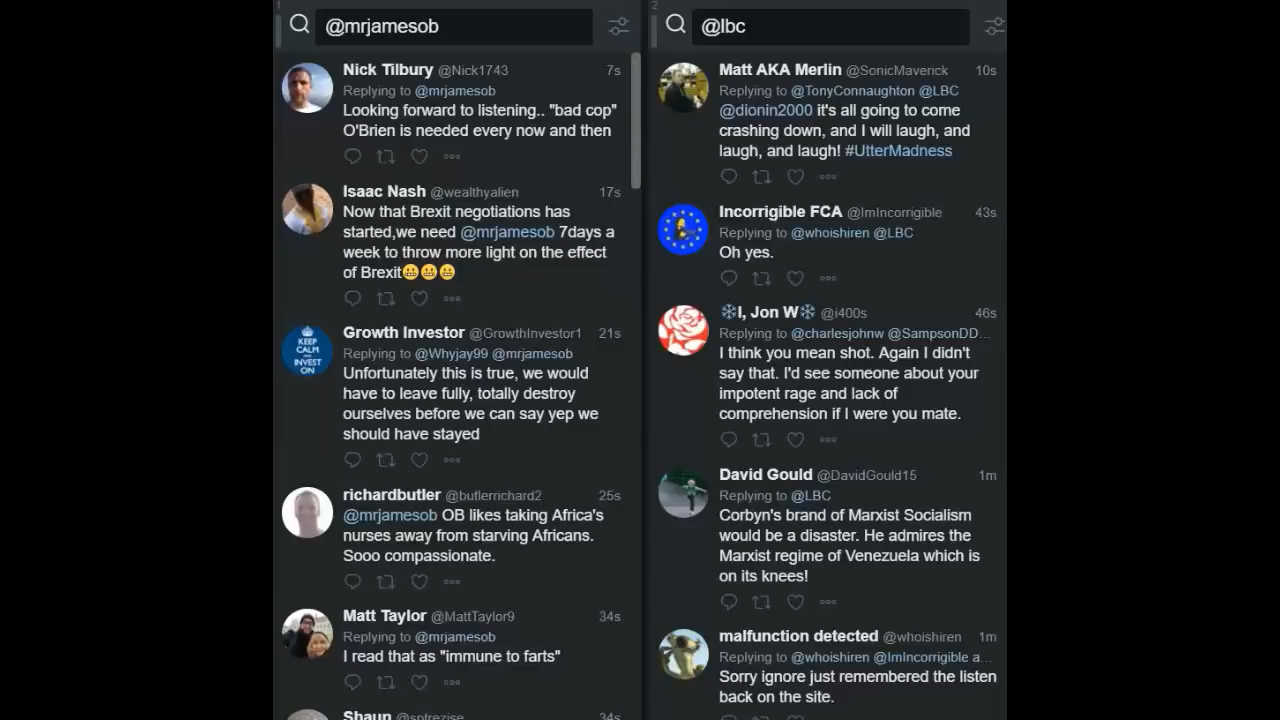 1
@mrjamesob
Nick Tilbury @Nick1743 7s
Replying to @mrjamesob
Looking forward to listening.. "bad cop"
O'Brien is needed every now and then
Isaac Nash @wealthyalien 17s
Now that Brexit negotiations has
started,we need @mrjamesob 7days a
week to throw more light on the effect
of Brexit😬😬😬
Growth Investor @GrowthInvestor1 21s
KEEP
CALM
AND
INVEST
ON
Replying to @Whyjay99 @mrjamesob
Unfortunately this is true, we would
have to leave fully, totally destroy
ourselves before we can say yep we
should have stayed
richardbutler @butlerrichard2 25s
@mrjamesob OB likes taking Africa's
nurses away from starving Africans.
Sooo compassionate.
Matt Taylor @MattTaylor9 34s
Replying to @mrjamesob
I read that as "immune to farts"
Shaun @splrezise 34s
2
@lbc
Matt AKA Merlin @SonicMaverick 10s
Replying to @TonyConnaughton @LBC
@dionin2000 it's all going to come
crashing down, and I will laugh, and
laugh, and laugh! #UtterMadness
Incorrigible FCA @ImIncorrigible 43s
Replying to @whoishiren @LBC
Oh yes.
❄I, Jon W❄ @i400s 46s
Replying to @charlesjohnw @SampsonDD...
I think you mean shot. Again I didn't
say that. I'd see someone about your
impotent rage and lack of
comprehension if I were you mate.
David Gould @DavidGould15 1m
Replying to @LBC
Corbyn's brand of Marxist Socialism
would be a disaster. He admires the
Marxist regime of Venezuela which is
on its knees!
malfunction detected @whoishiren 1m
Replying to @whoishiren @ImIncorrigible a...
Sorry ignore just remembered the listen
back on the site.